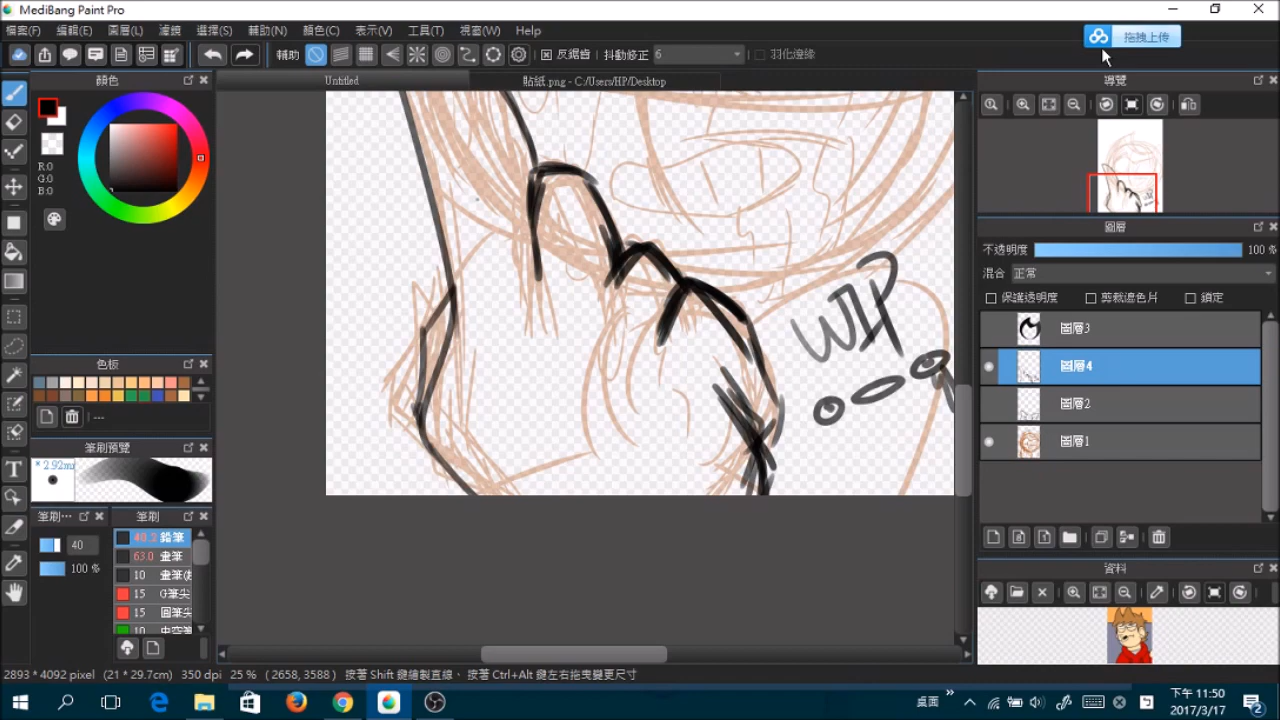 MediBang Paint Pro
檔案(F) 編輯(E) 圖層(L) 濾鏡 選擇(S) 輔助(N) 顏色(C) 表示(V) 工具(T) 視窗(W) Help
拖拽上传
輔助 反鋸齒 抖動修正 6 羽化邊緣
顏色
Untitled
貼紙.png - C:/Users/HP/Desktop
導覽
R:0
G:0
B:0
圖層
不透明度 100 %
混合 正常
保護透明度 剪裁遮色片 鎖定
圖層3
圖層4
圖層2
圖層1
WIP
色板
---
筆刷預覽
* 2.92mm
筆刷⋯ 筆刷
40
100 %
40.2 鉛筆
63.0 畫筆
10
15 G筆尖
15 圓筆尖
10
資料
2893 * 4092 pixel (21 * 29.7cm) 350 dpi 25 % ( 2658, 3588 ) 按著 Shift 鍵繪製直線、按著 Ctrl+Alt 鍵左右拖曳變更尺寸
桌面
下午 11:50
2017/3/17
2